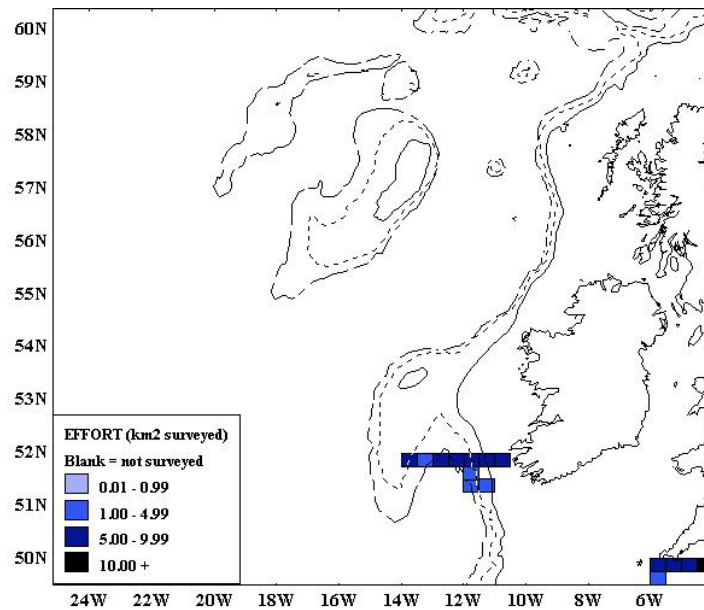 60N
59N
58N
57N
56N
55N
54N
53N
52N
51N
50N
EFFORT (km2 surveyed)
Blank = not surveyed
0.01 - 0.99
1.00 - 4.99
5.00 - 9.99
10.00 +
24W 22W 20W 18W 16W 14W 12W 10W 8W 6W